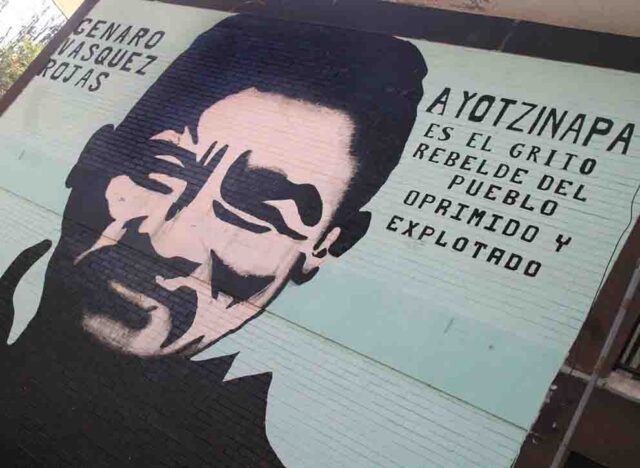 GENARO
VASQUEZ
ROJAS
AYOTZINAPA
ES EL GRITO
REBELDE DEL
PUEBLO
OPRIMIDO Y
EXPLOTADO